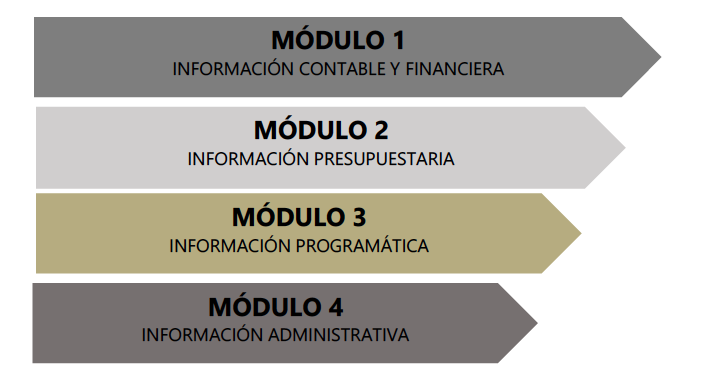 MÓDULO 1
INFORMACIÓN CONTABLE Y FINANCIERA
MÓDULO 2
INFORMACIÓN PRESUPUESTARIA
MÓDULO 3
INFORMACIÓN PROGRAMÁTICA
MÓDULO 4
INFORMACIÓN ADMINISTRATIVA